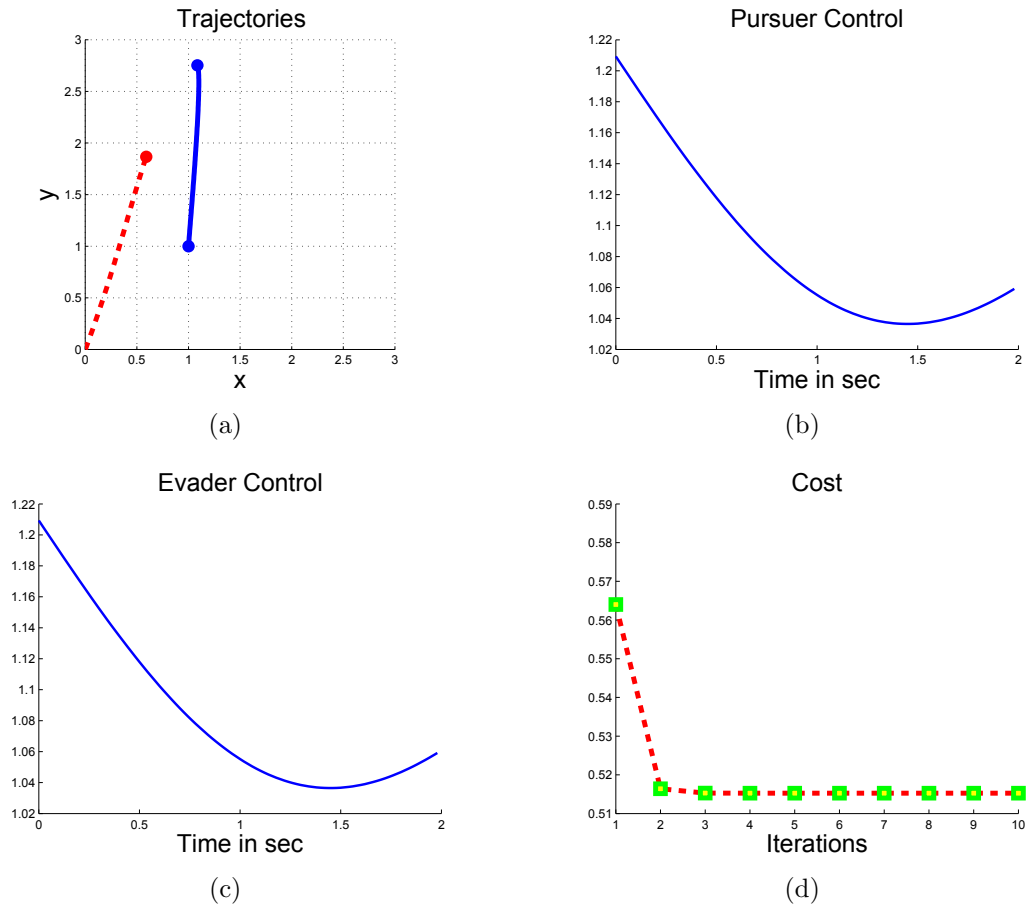 Trajectories
3
2.5
2
1.5
1
0.5
0
0 0.5 1 1.5 2 2.5 3
y
x
(a)
Pursuer Control
1.22
1.2
1.18
1.16
1.14
1.12
1.1
1.08
1.06
1.04
1.02
0 0.5 1 1.5 2
Time in sec
(b)
Evader Control
1.22
1.2
1.18
1.16
1.14
1.12
1.1
1.08
1.06
1.04
1.02
0 0.5 1 1.5 2
Time in sec
(c)
Cost
0.59
0.58
0.57
0.56
0.55
0.54
0.53
0.52
0.51
1 2 3 4 5 6 7 8 9 10
Iterations
(d)